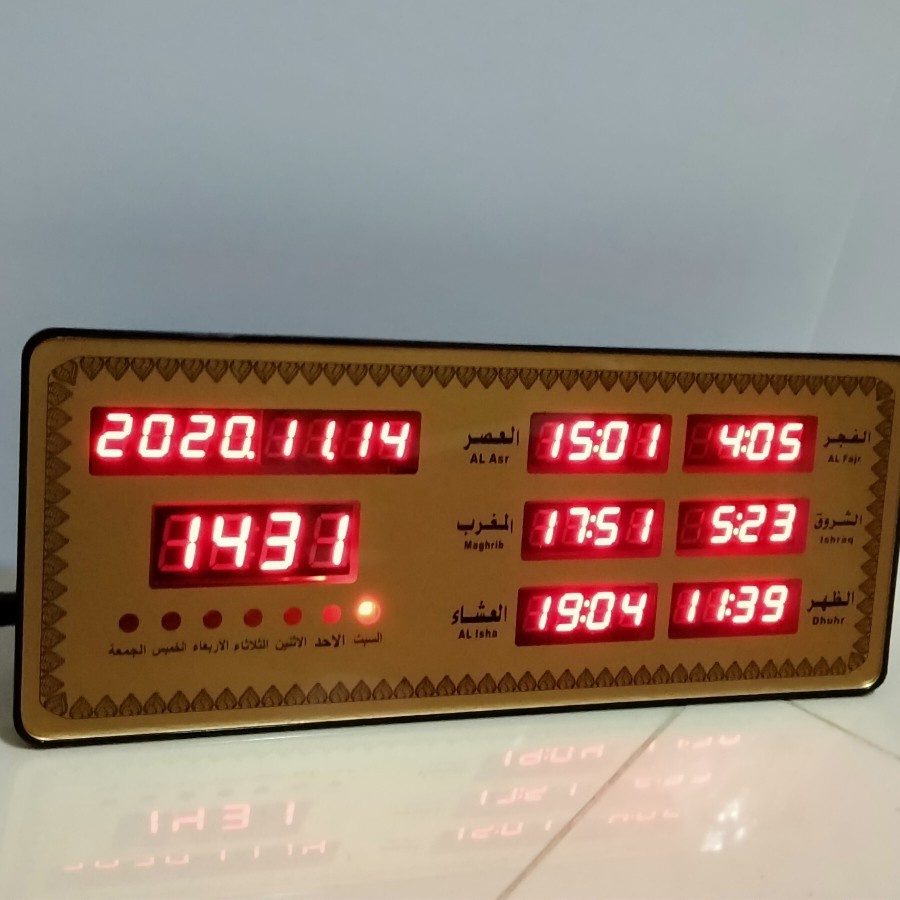 2020.11.14
1431
السبت الاحد الاثنين الثلاثاء الاربعاء الخميس الجمعة
العصر 15:01 4:05 الفجر
AL Asr AL Fajr
المغرب 17:51 5:23 الشروق
Maghrib Ishraq
العشاء 19:04 11:39 الظهر
AL Isha Dhuhr